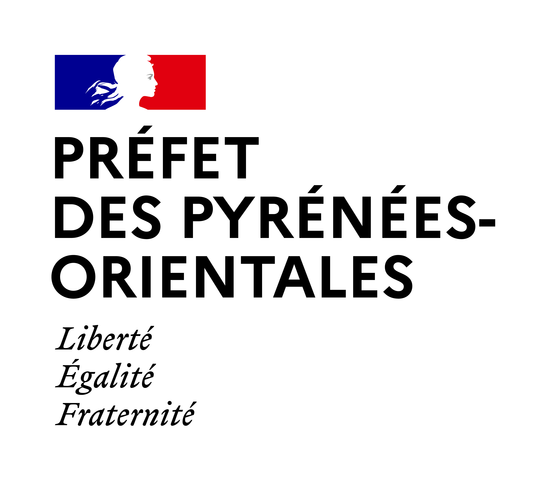 PRÉFET
DES PYRÉNÉES-
ORIENTALES
Liberté
Égalité
Fraternité